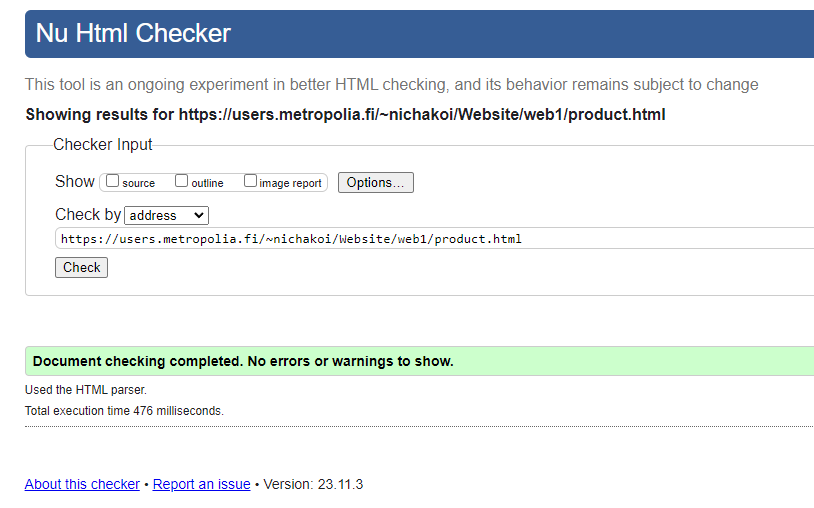 Nu Html Checker
This tool is an ongoing experiment in better HTML checking, and its behavior remains subject to change
Showing results for https://users.metropolia.fi/~nichakoi/Website/web1/product.html
Checker Input
Show source outline image report Options...
Check by address
https://users.metropolia.fi/~nichakoi/Website/web1/product.html
Check
Document checking completed. No errors or warnings to show.
Used the HTML parser.
Total execution time 476 milliseconds.
About this checker • Report an issue • Version: 23.11.3